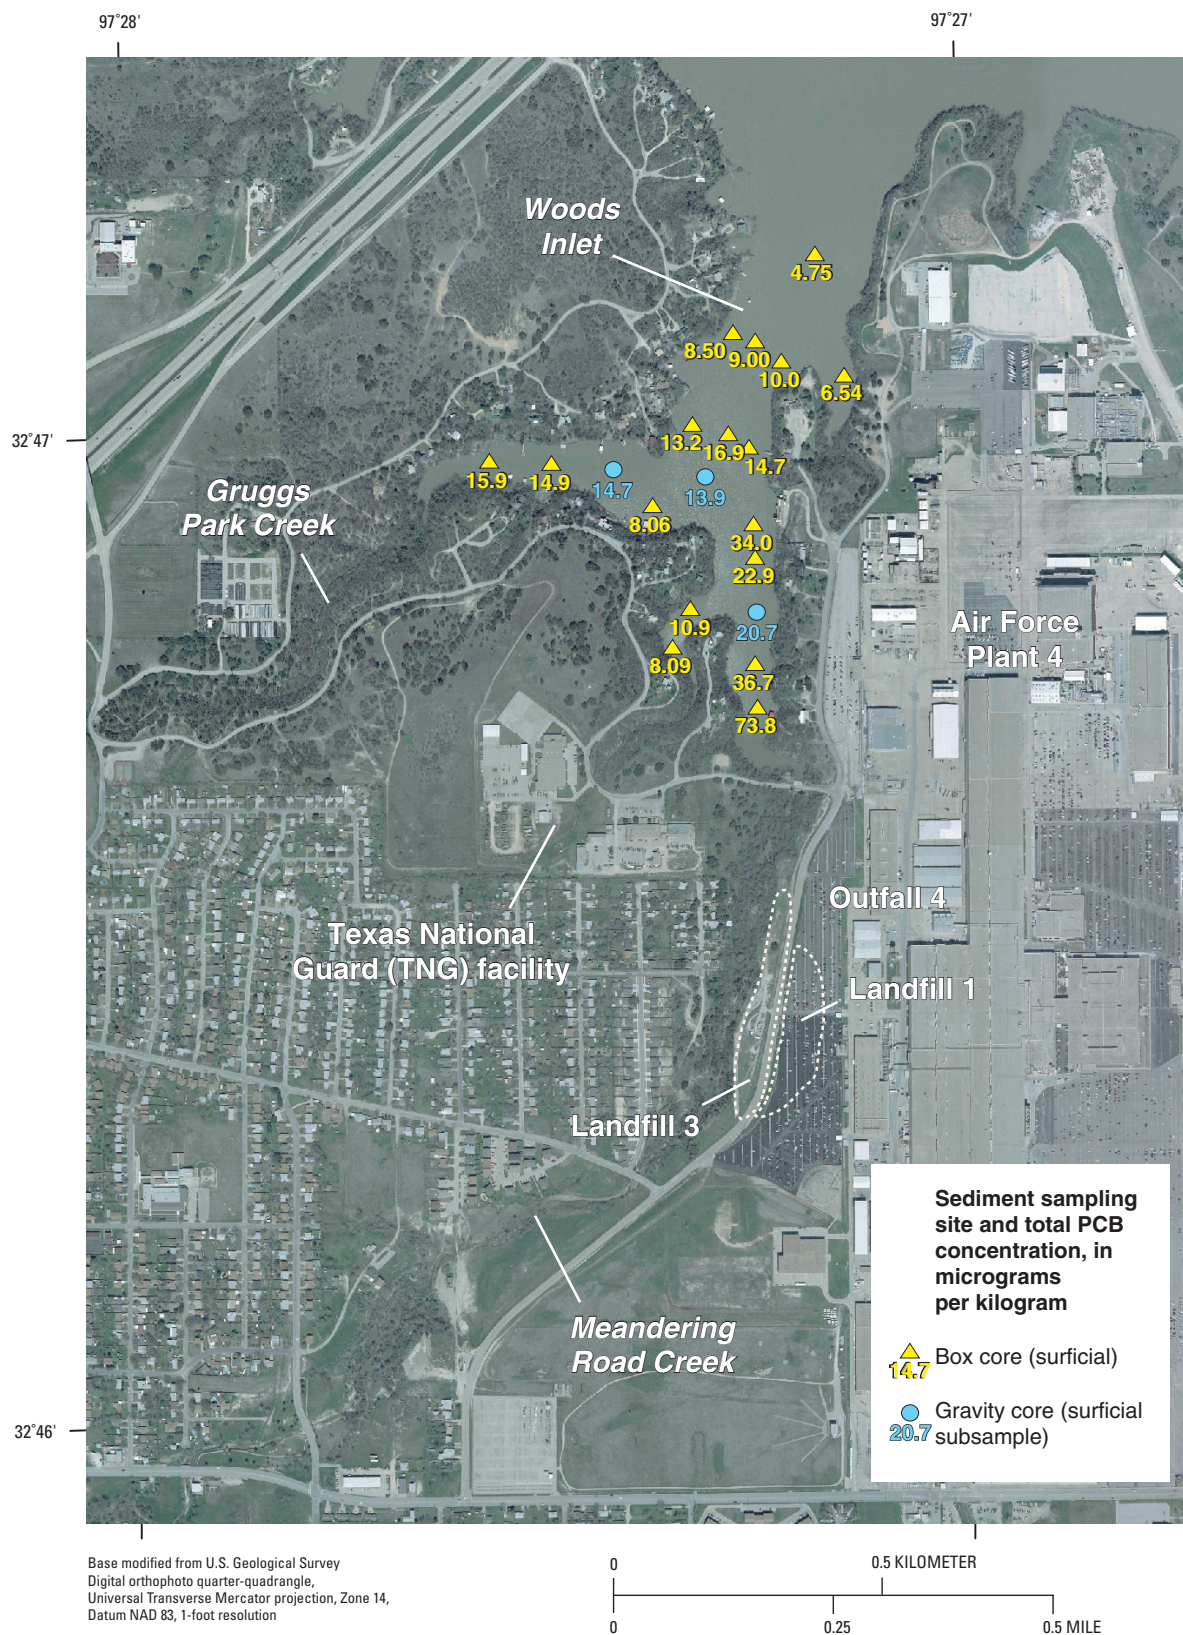 97°28'
97°27'
Woods
Inlet
4.75
8.50
9.00
10.0
6.54
32°47'
13.2
16.9
14.7
15.9
14.9
14.7
13.9
Gruggs
Park Creek
8.06
34.0
22.9
10.9
20.7
Air Force
Plant 4
8.09
36.7
73.8
Outfall 4
Texas National
Guard (TNG) facility
Landfill 1
Landfill 3
Sediment sampling
site and total PCB
concentration, in
micrograms
per kilogram
Meandering
Road Creek
14.7 Box core (surficial)
32°46'
20.7 Gravity core (surficial
subsample)
Base modified from U.S. Geological Survey
Digital orthophoto quarter-quadrangle,
Universal Transverse Mercator projection, Zone 14,
Datum NAD 83, 1-foot resolution
0 0.5 KILOMETER
0 0.25 0.5 MILE